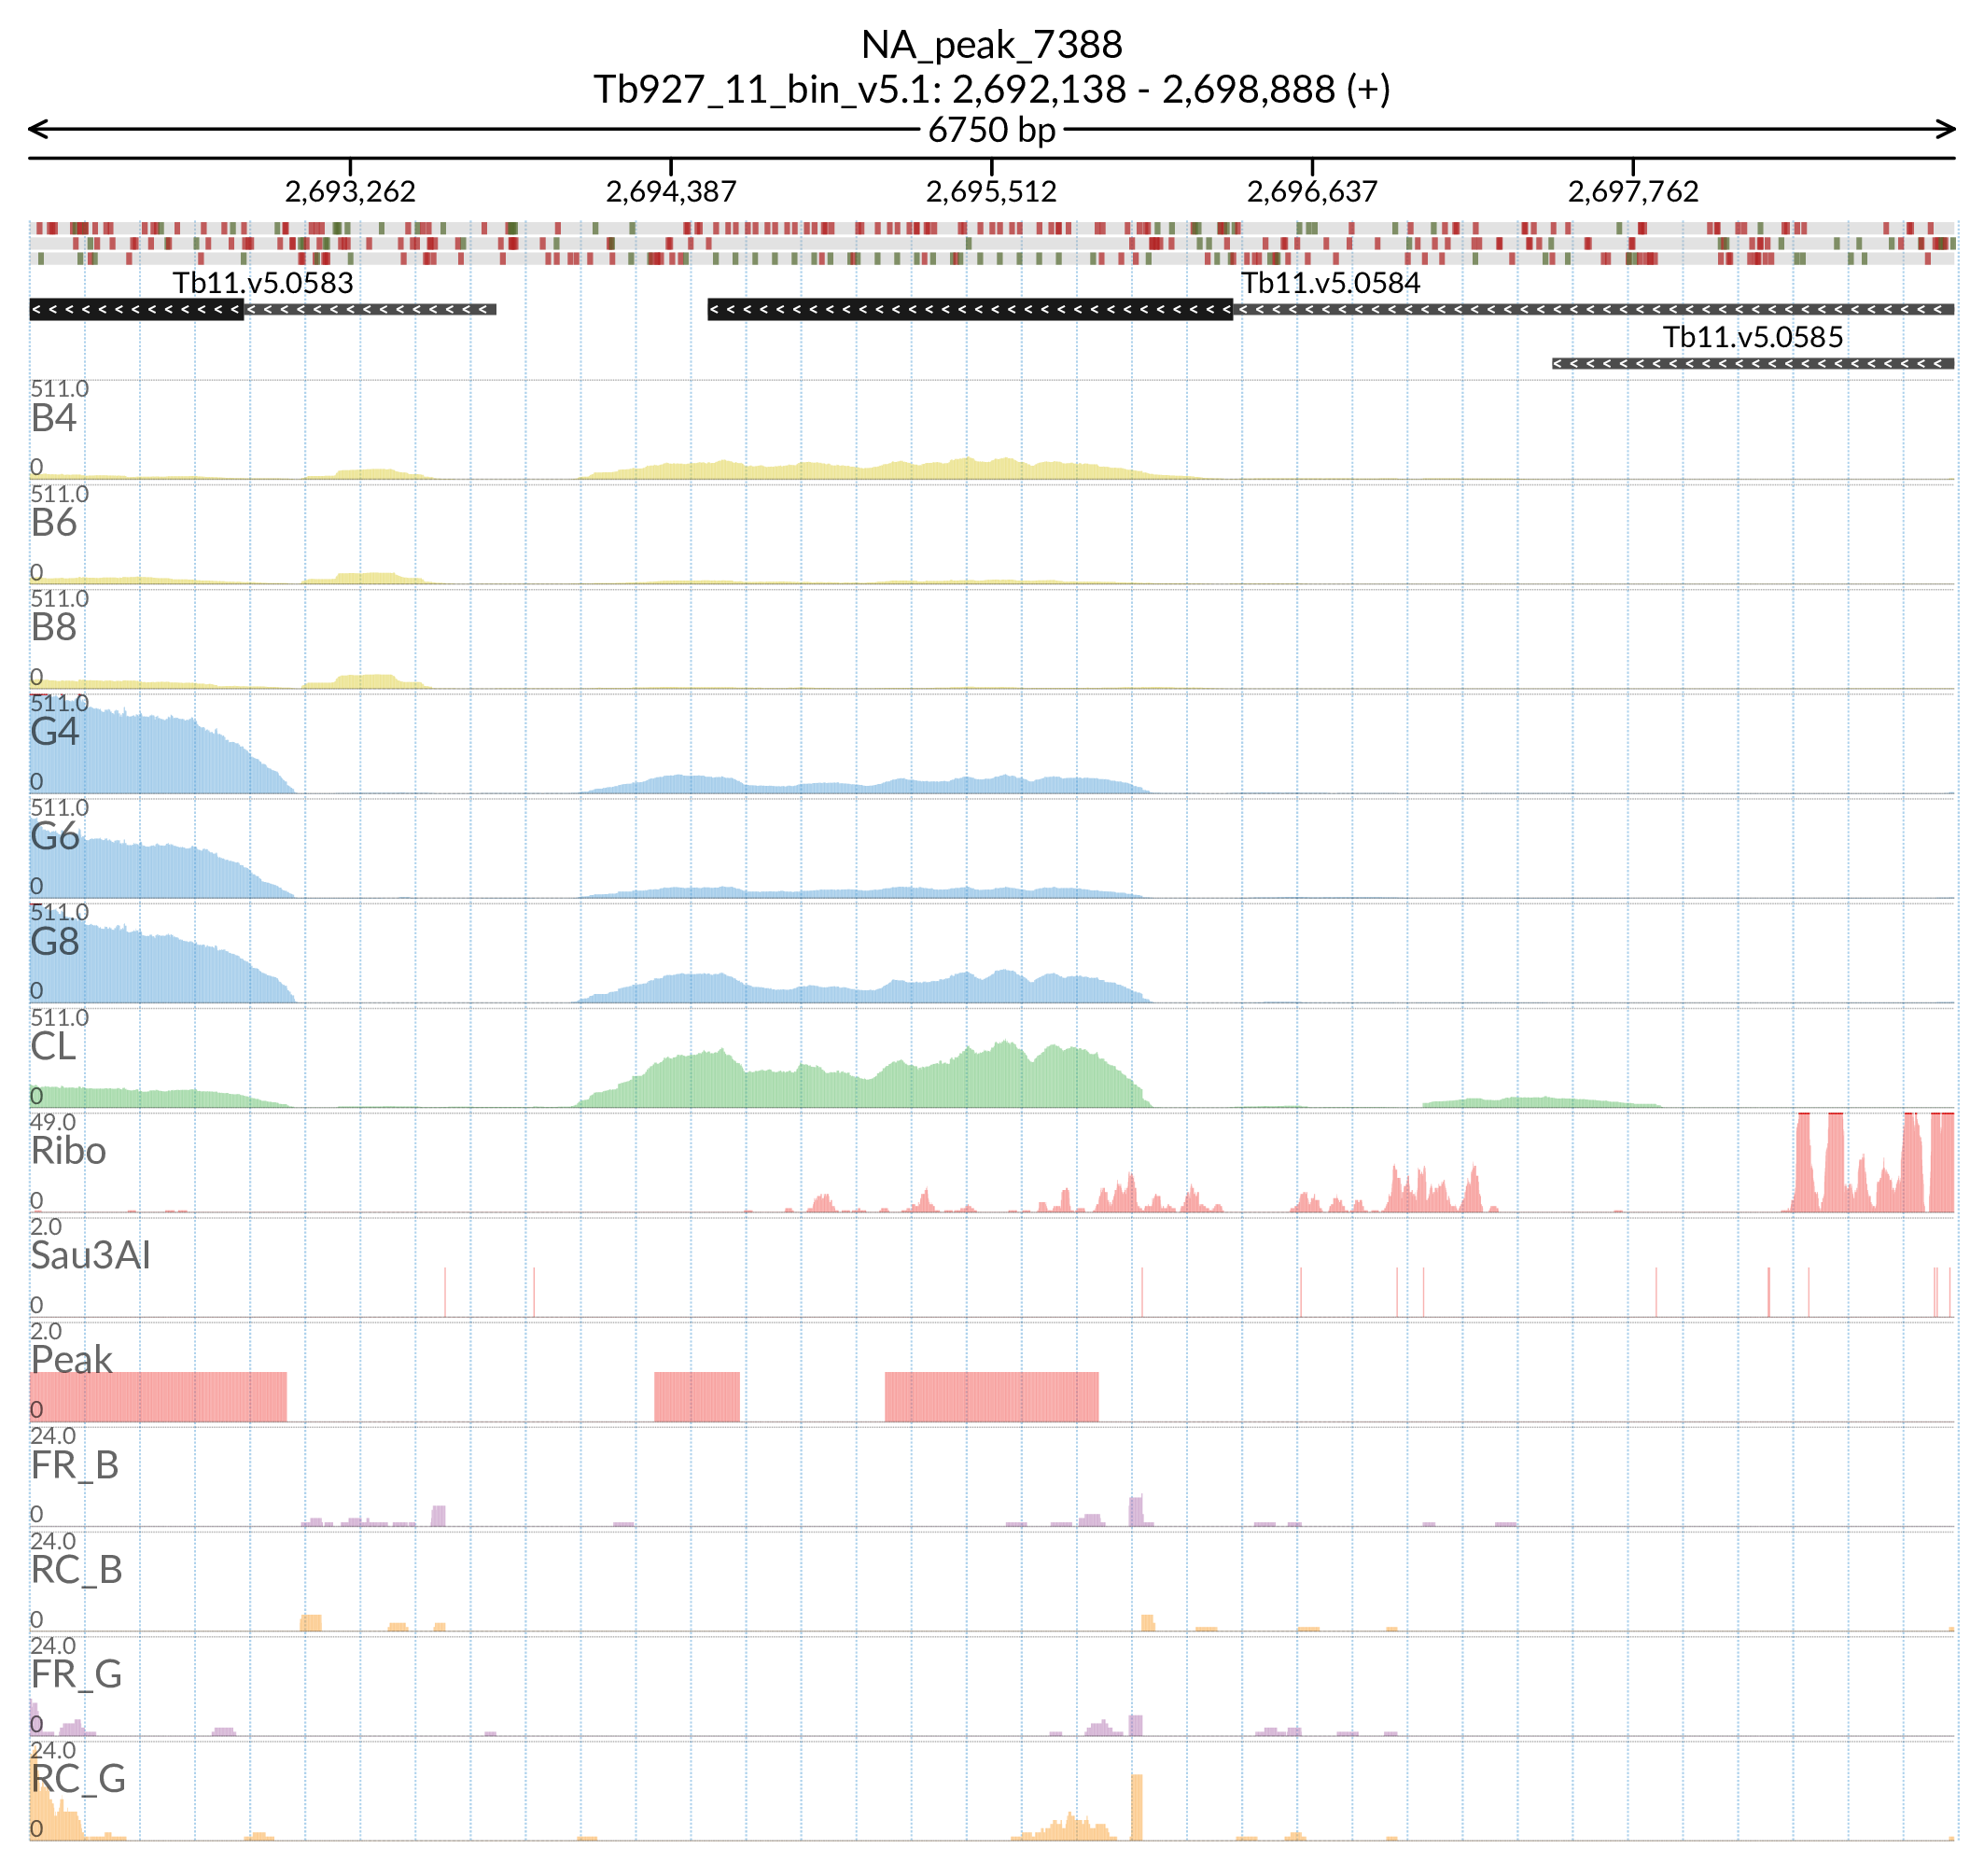 NA_peak_7388
Tb927_11_bin_v5.1: 2,692,138 - 2,698,888 (+)
6750 bp
2,693,262 2,694,387 2,695,512 2,696,637 2,697,762
Tb11.v5.0583 Tb11.v5.0584
Tb11.v5.0585
511.0
B4
0
511.0
B6
0
511.0
B8
0
511.0
G4
0
511.0
G6
0
511.0
G8
0
511.0
CL
0
49.0
Ribo
0
2.0
Sau3AI
0
2.0
Peak
0
24.0
FR_B
0
24.0
RC_B
0
24.0
FR_G
0
24.0
RC_G
0